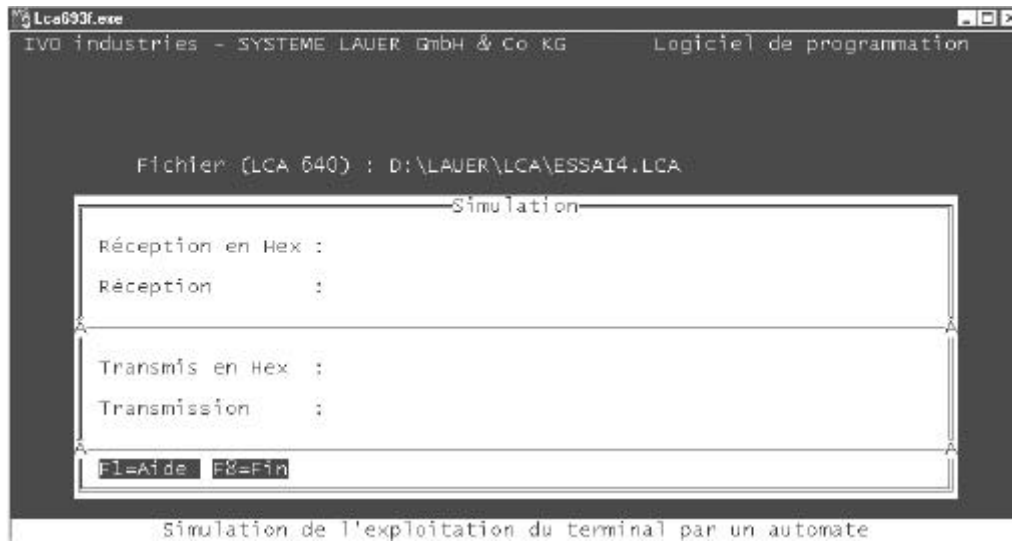 Lca693f.exe
IVO industries - SYSTEME LAUER GmbH & Co KG Logiciel de programmation
Fichier (LCA 640) : D:\LAUER\LCA\ESSAI4.LCA
Simulation
Réception en Hex :
Réception :
Transmis en Hex :
Transmission :
F1=Aide F8=Fin
Simulation de l'exploitation du terminal par un automate